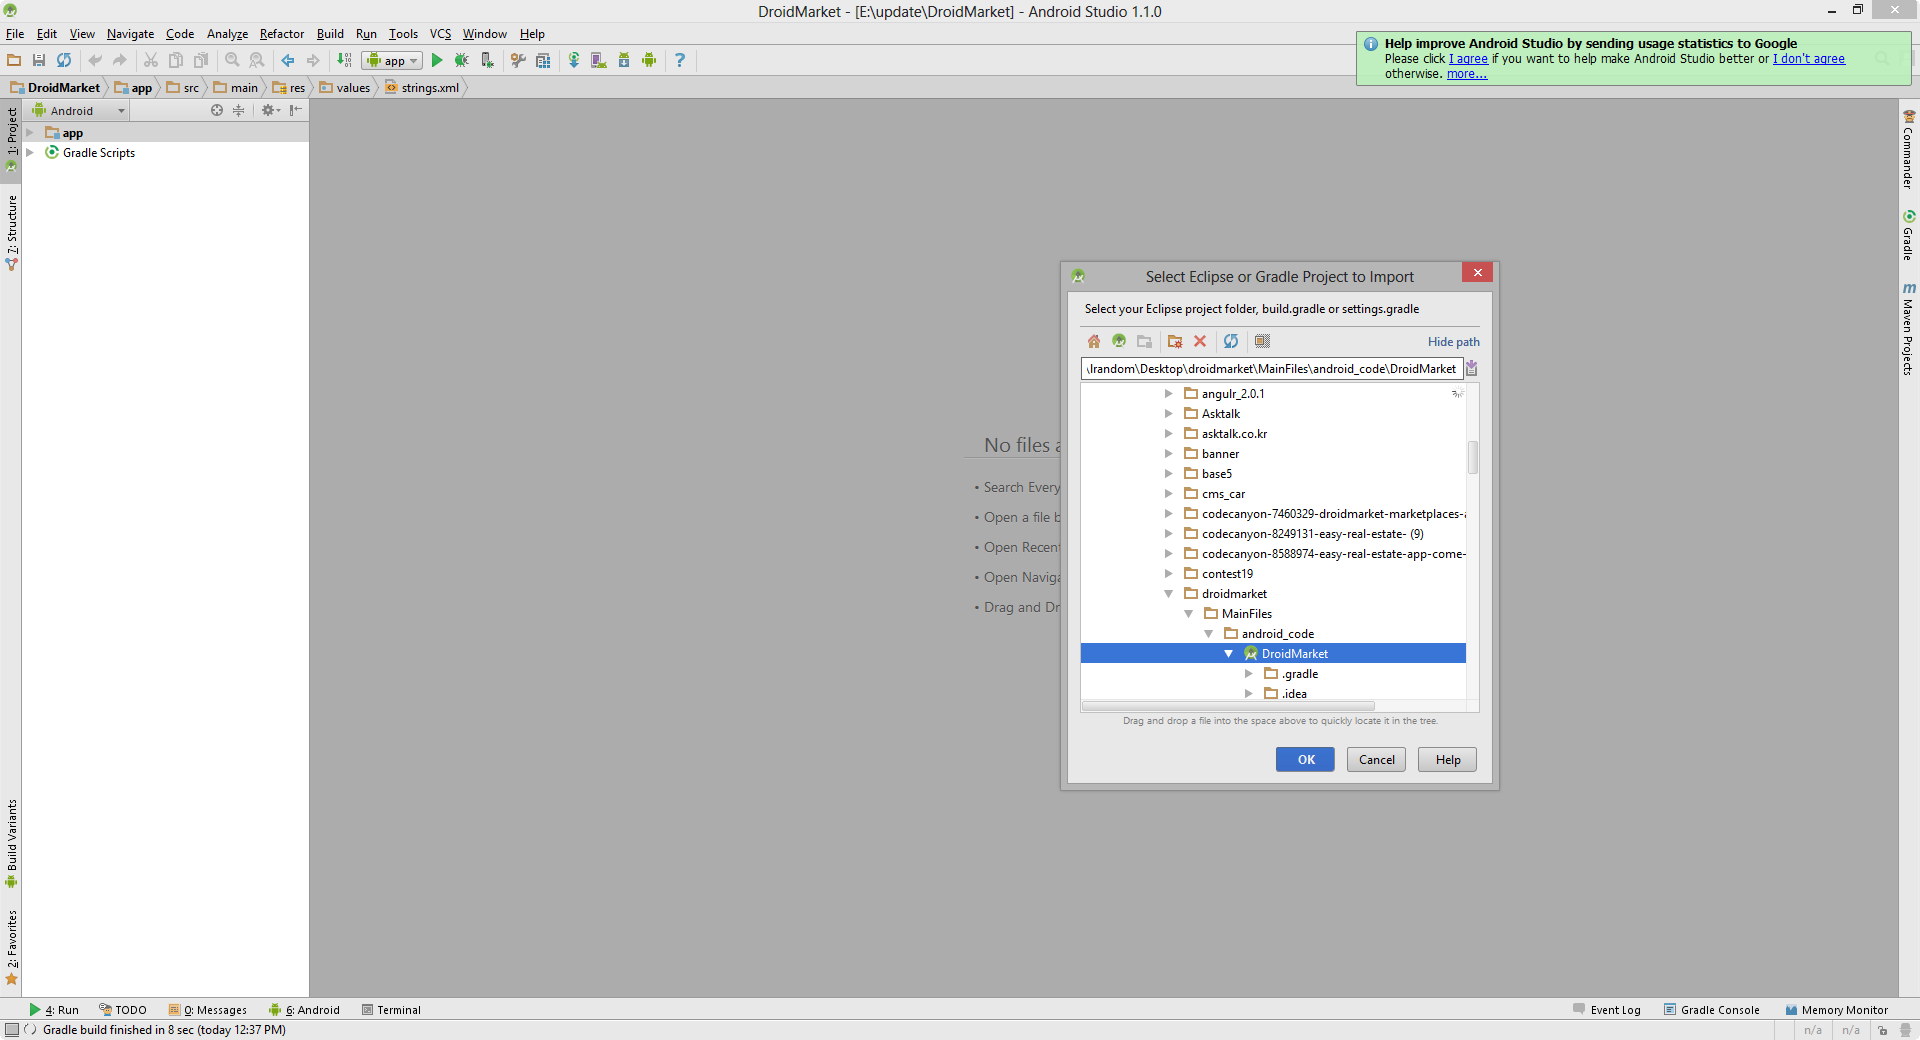 DroidMarket - [E:\update\DroidMarket] - Android Studio 1.1.0
File Edit View Navigate Code Analyze Refactor Build Run Tools VCS Window Help
app
Help improve Android Studio by sending usage statistics to Google
Please click I agree if you want to help make Android Studio better or I don't agree
otherwise. more...
DroidMarket app src main res values strings.xml
Android
app
Gradle Scripts
1: Project
7: Structure
Build Variants
2: Favorites
Commander
Gradle
m
Maven Projects
No files a
• Search Every
• Open a file b
• Open Recent
• Open Naviga
• Drag and Dr
Select Eclipse or Gradle Project to Import
Select your Eclipse project folder, build.gradle or settings.gradle
Hide path
\lrandom\Desktop\droidmarket\MainFiles\android_code\DroidMarket
angulr_2.0.1
Asktalk
asktalk.co.kr
banner
base5
cms_car
codecanyon-7460329-droidmarket-marketplaces-a
codecanyon-8249131-easy-real-estate- (9)
codecanyon-8588974-easy-real-estate-app-come-
contest19
droidmarket
MainFiles
android_code
DroidMarket
.gradle
.idea
Drag and drop a file into the space above to quickly locate it in the tree.
OK Cancel Help
4: Run TODO 0: Messages 6: Android Terminal Event Log Gradle Console Memory Monitor
Gradle build finished in 8 sec (today 12:37 PM) n/a n/a